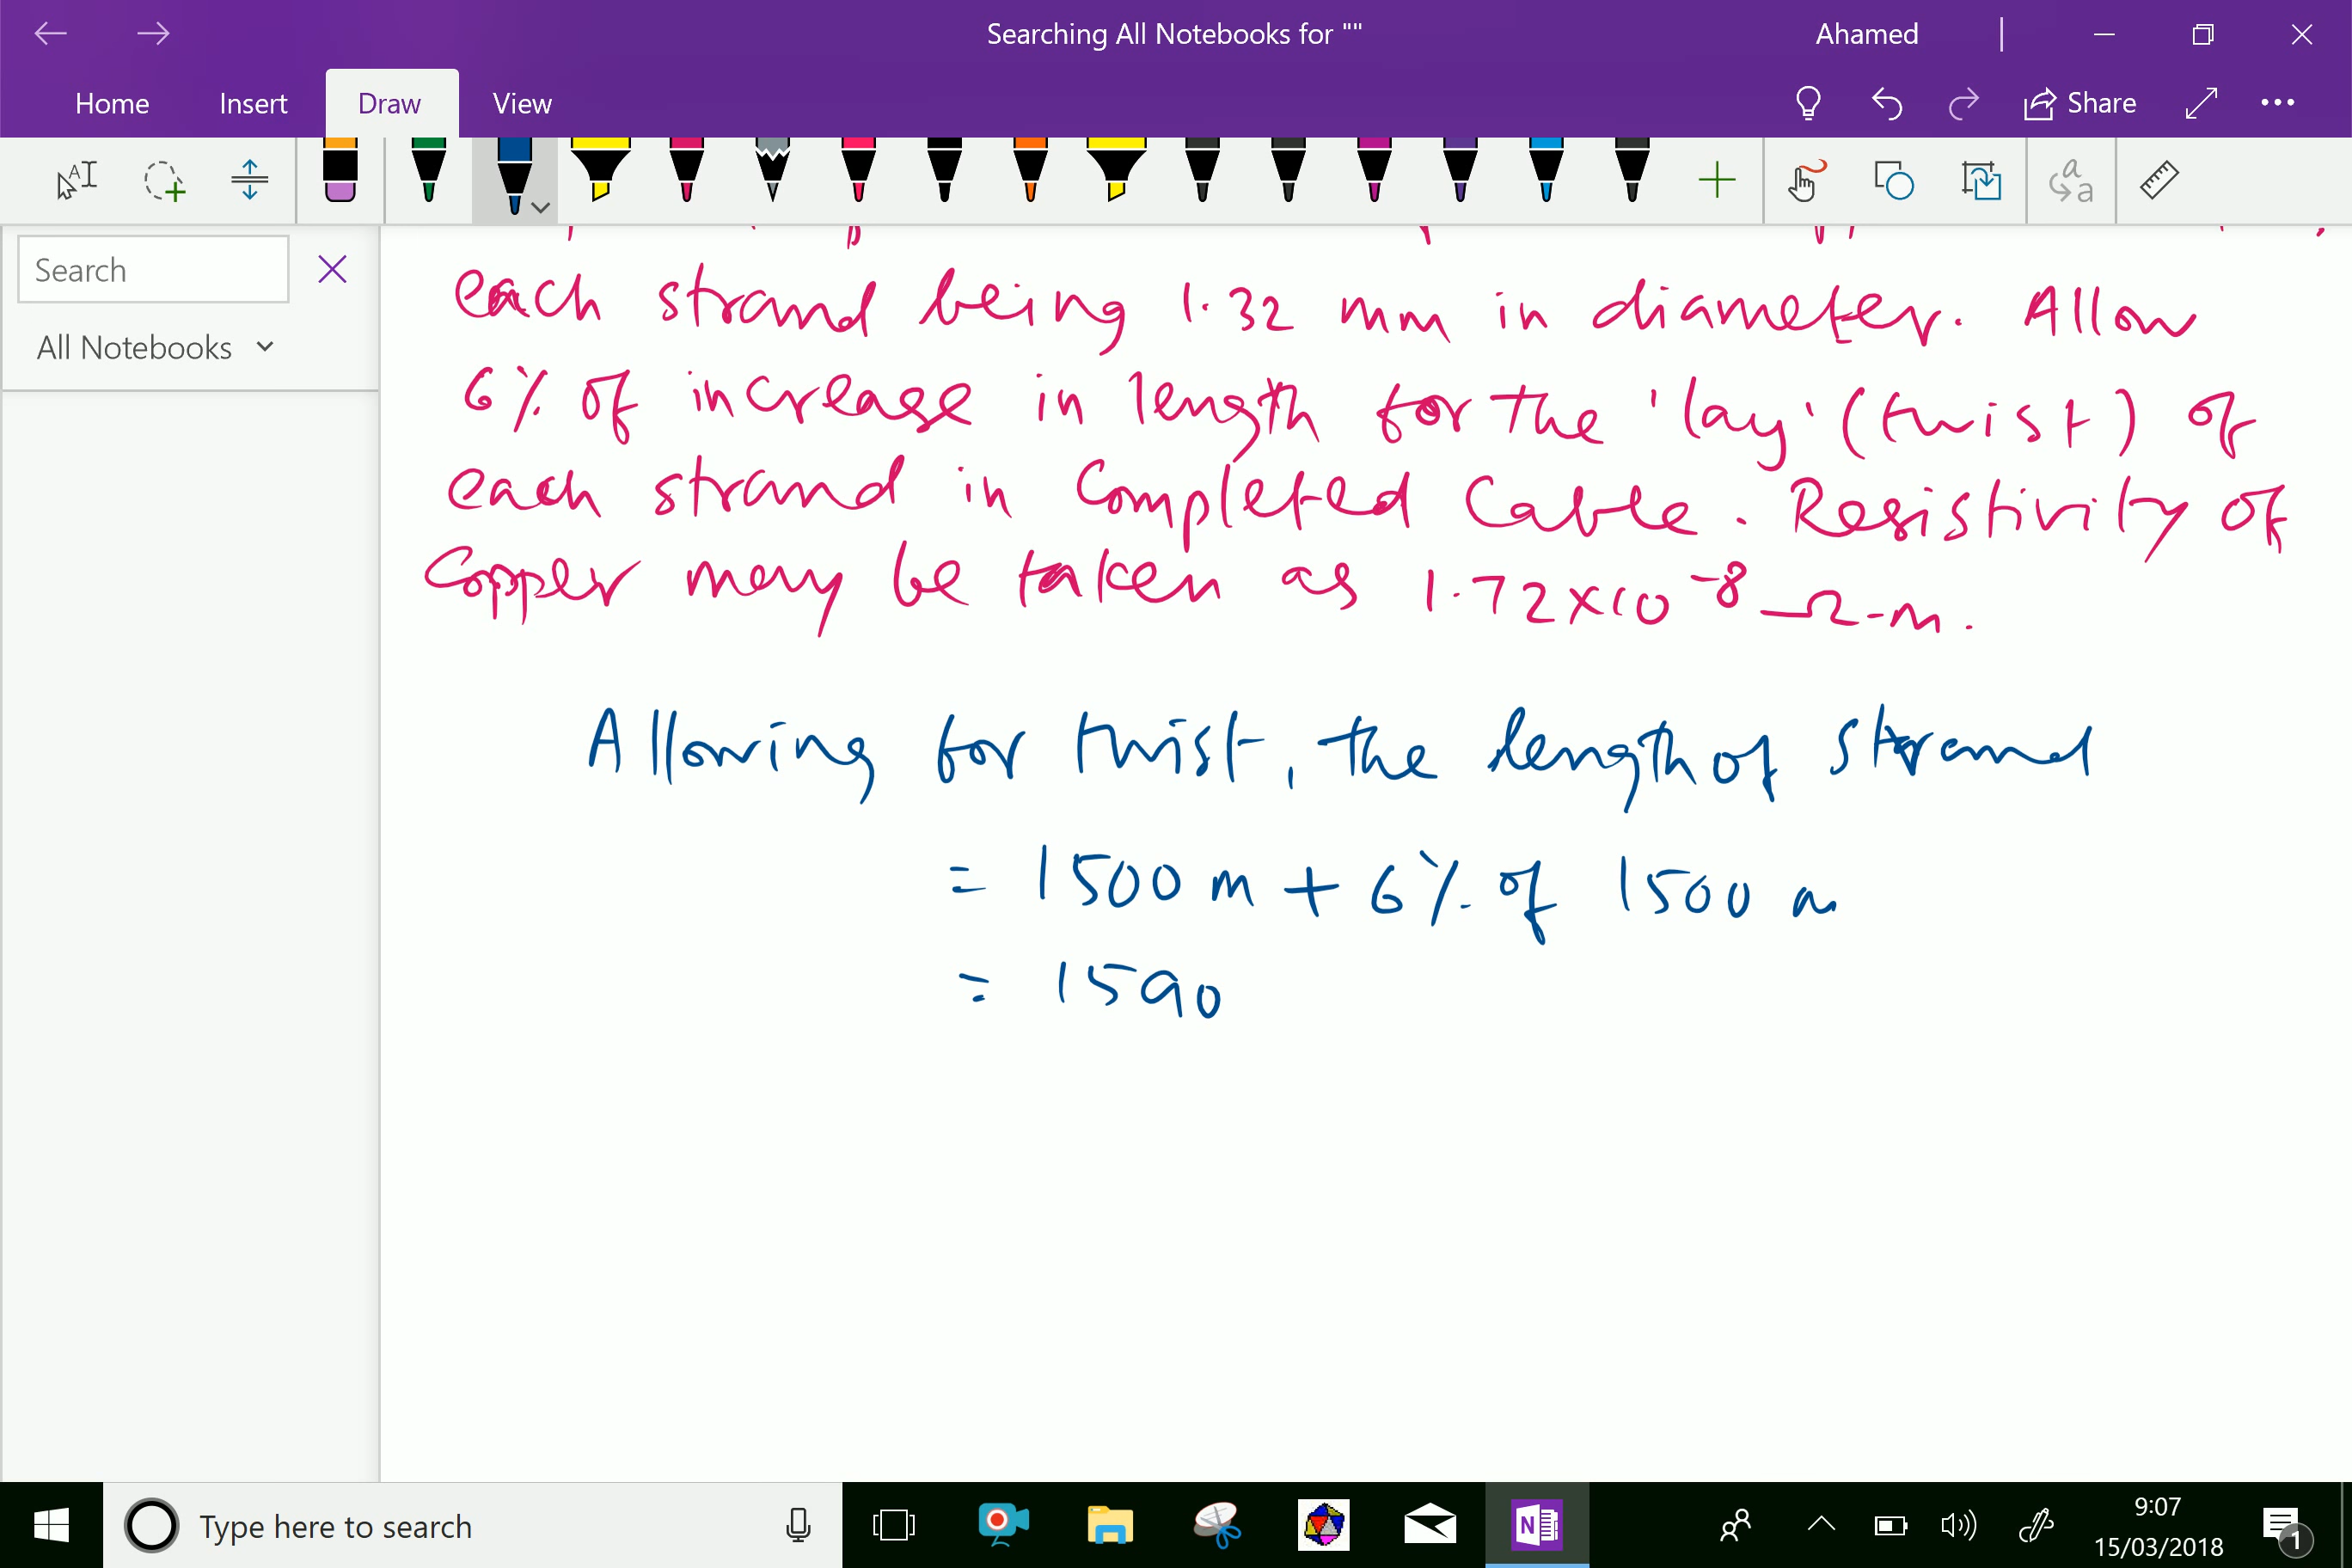 Searching All Notebooks for ""
Ahamed
Home Insert Draw View
Share
Search
All Notebooks
each strand being 1.32 mm in diameter. Allow
6% of increase in length for the 'lay' (twist) of
each strand in Completed Cable. Resistivity of
Copper may be taken as 1.72×10⁻⁸ Ω-m.
Allowing for twist, the length of strand
= 1500 m + 6% of 1500 m
= 1590
Type here to search
9:07
15/03/2018
1